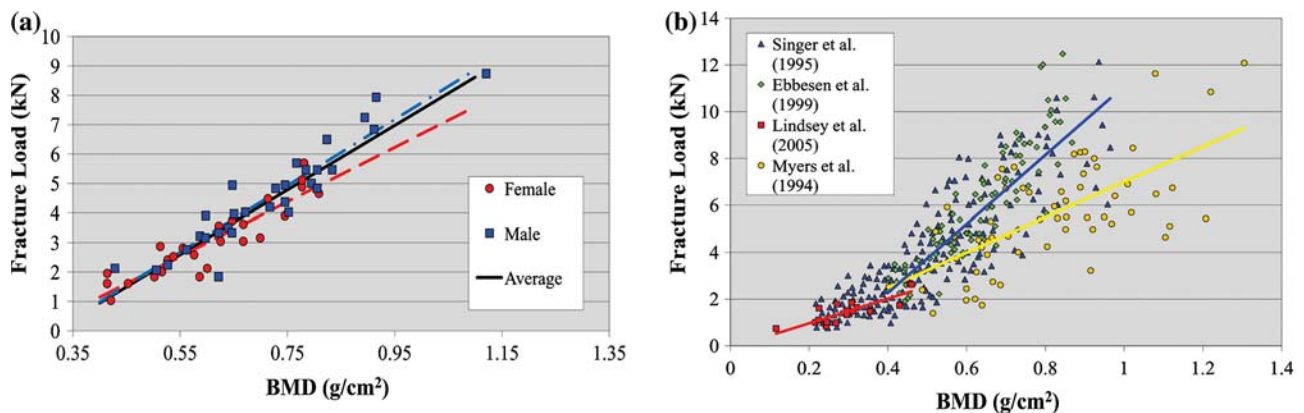 (a)
Fracture Load (kN)
10
9
8
7
6
5
4
3
2
1
0
0.35 0.55 0.75 0.95 1.15 1.35
BMD (g/cm²)
Female
Male
Average
(b)
Fracture Load (kN)
14
12
10
8
6
4
2
0
0 0.2 0.4 0.6 0.8 1 1.2 1.4
BMD (g/cm²)
Singer et al.
(1995)
Ebbesen et al.
(1999)
Lindsey et al.
(2005)
Myers et al.
(1994)